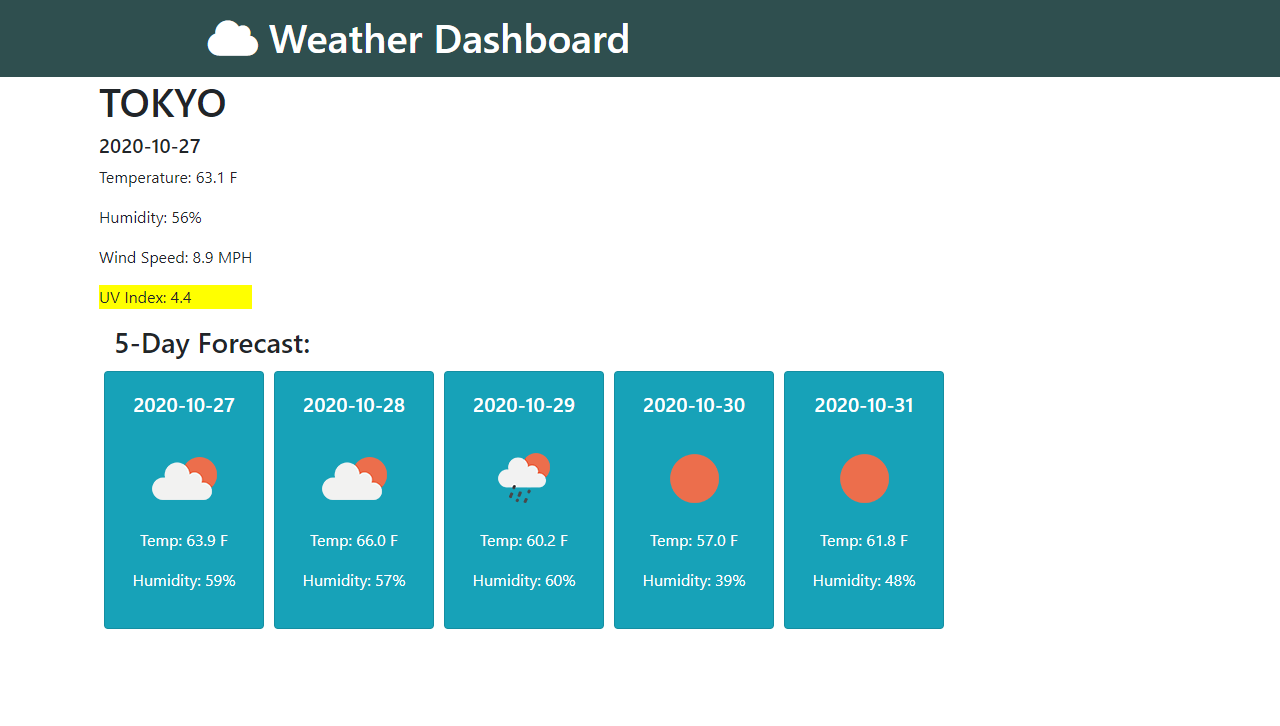 Weather Dashboard
TOKYO
2020-10-27
Temperature: 63.1 F
Humidity: 56%
Wind Speed: 8.9 MPH
UV Index: 4.4
5-Day Forecast:
2020-10-27
Temp: 63.9 F
Humidity: 59%
2020-10-28
Temp: 66.0 F
Humidity: 57%
2020-10-29
Temp: 60.2 F
Humidity: 60%
2020-10-30
Temp: 57.0 F
Humidity: 39%
2020-10-31
Temp: 61.8 F
Humidity: 48%